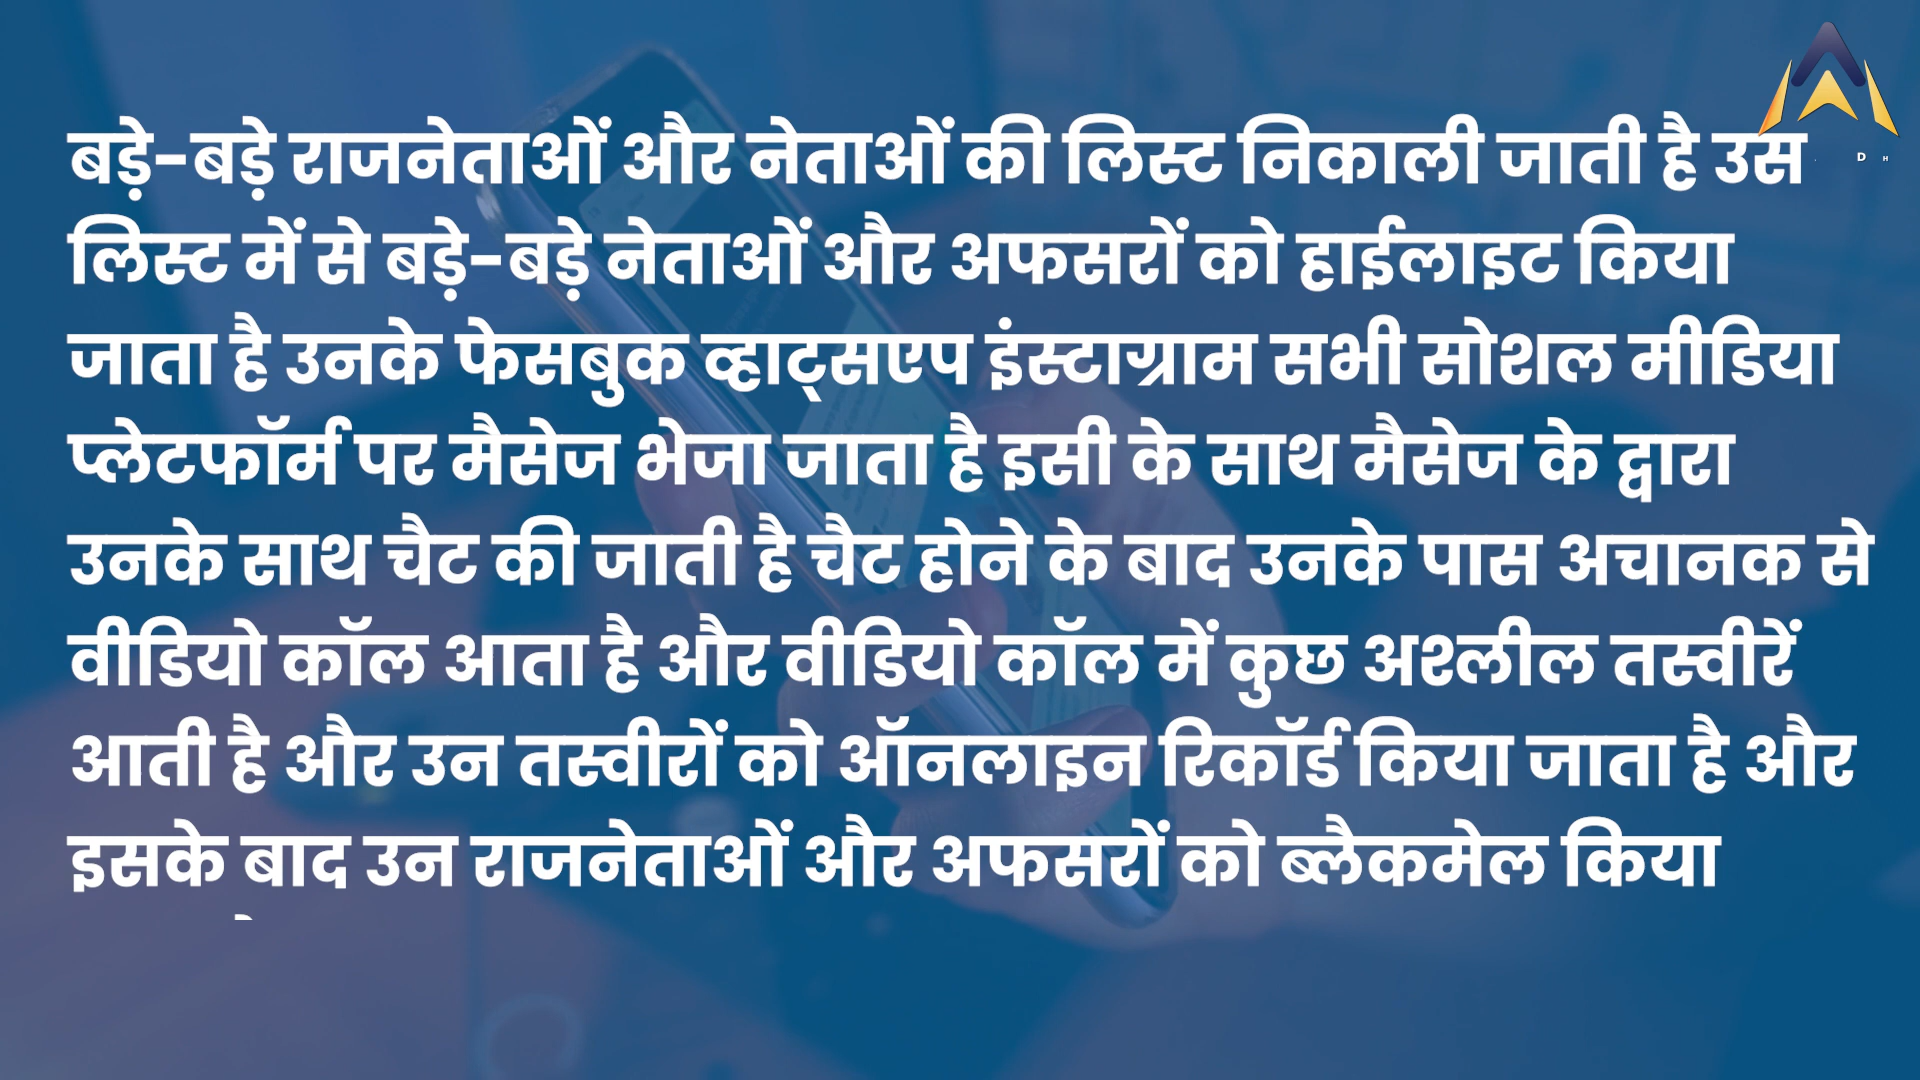 बड़े-बड़े राजनेताओं और नेताओं की लिस्ट निकाली जाती है उस
लिस्ट में से बड़े-बड़े नेताओं और अफसरों को हाईलाइट किया
जाता है उनके फेसबुक व्हाट्सएप इंस्टाग्राम सभी सोशल मीडिया
प्लेटफॉर्म पर मैसेज भेजा जाता है इसी के साथ मैसेज के द्वारा
उनके साथ चैट की जाती है चैट होने के बाद उनके पास अचानक से
वीडियो कॉल आता है और वीडियो कॉल में कुछ अश्लील तस्वीरें
आती है और उन तस्वीरों को ऑनलाइन रिकॉर्ड किया जाता है और
इसके बाद उन राजनेताओं और अफसरों को ब्लैकमेल किया
D H